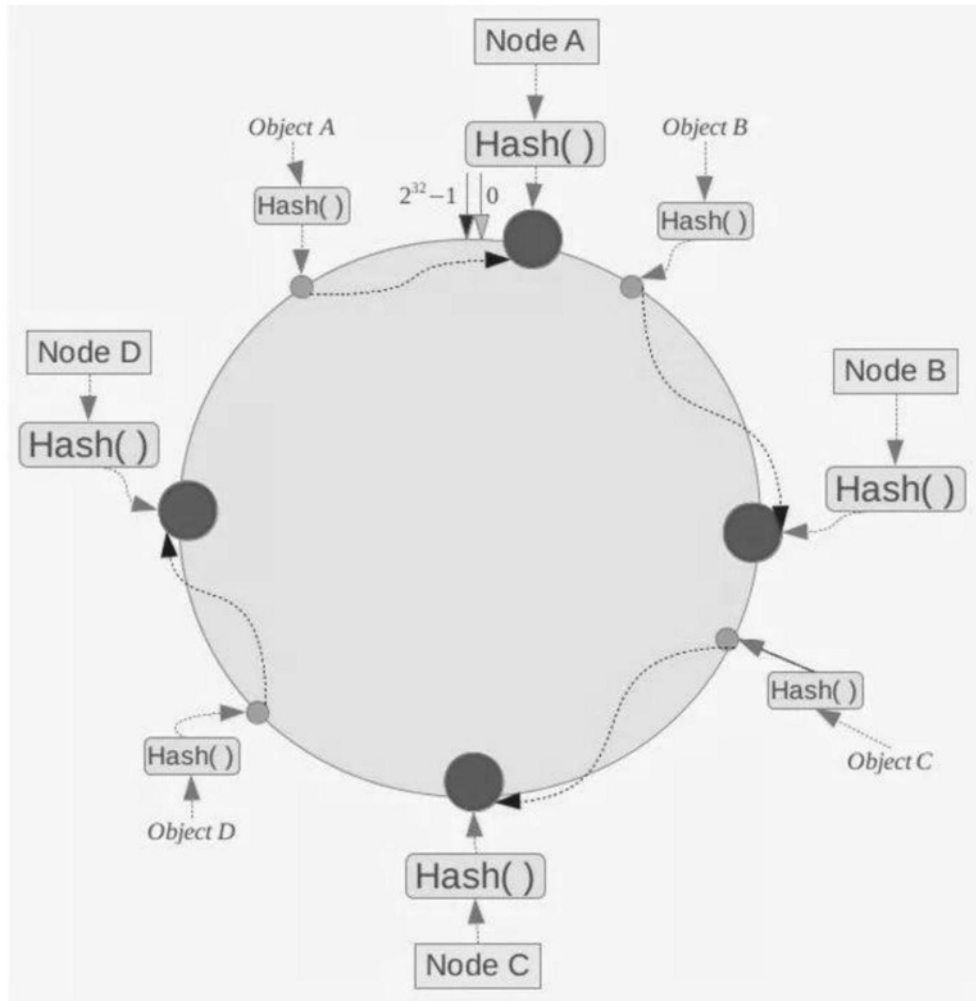 Node A
Hash( )
Object A
Hash( )
2³²−1
0
Object B
Hash( )
Node D
Hash( )
Node B
Hash( )
Hash( )
Object C
Hash( )
Object D
Hash( )
Node C